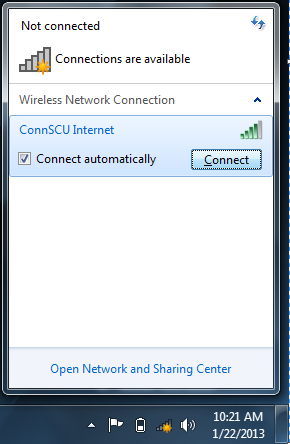 Not connected
Connections are available
Wireless Network Connection
ConnSCU Internet
Connect automatically
Connect
Open Network and Sharing Center
10:21 AM
1/22/2013